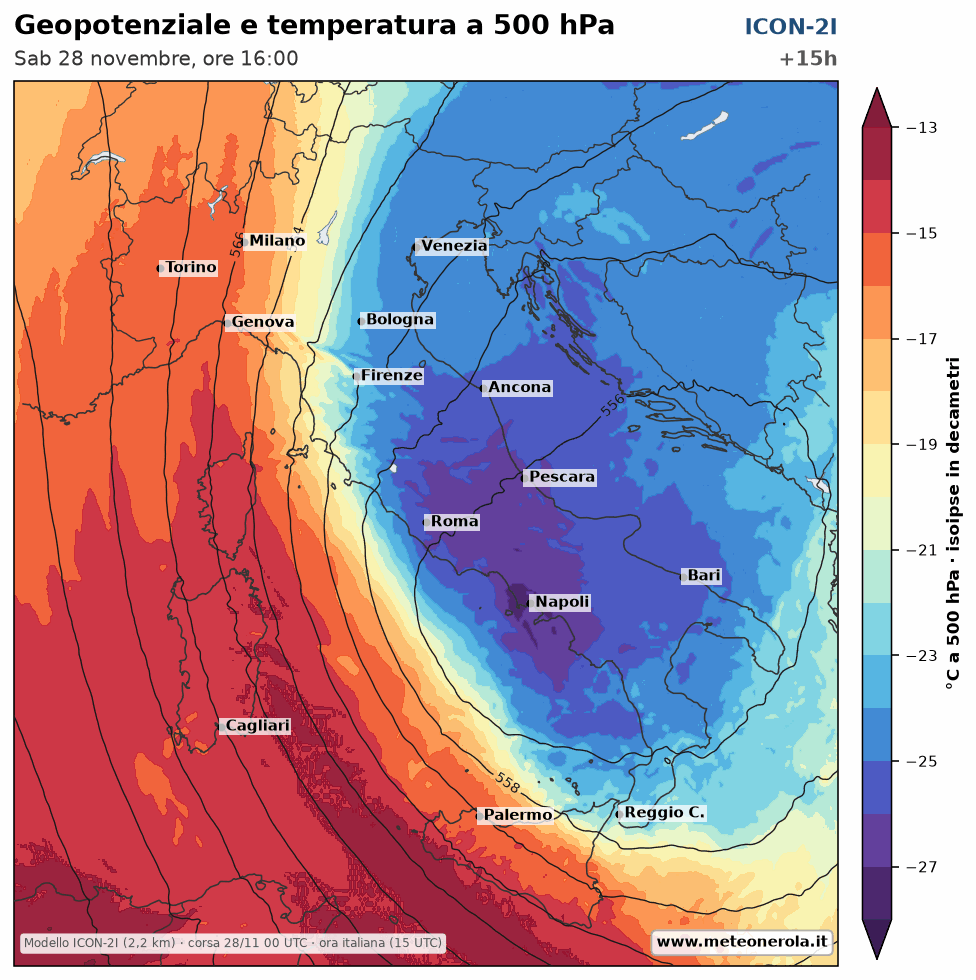 Geopotenziale e temperatura a 500 hPa
ICON-2I
Sab 28 novembre, ore 16:00
+15h
−13
−15
−17
−19
−21
−23
−25
−27
°C a 500 hPa · isoipse in decametri
Milano
Venezia
Torino
Genova
Bologna
Firenze
Ancona
556
Pescara
Roma
Bari
Napoli
Cagliari
558
Palermo
Reggio C.
Modello ICON-2I (2,2 km) · corsa 28/11 00 UTC · ora italiana (15 UTC)
www.meteonerola.it